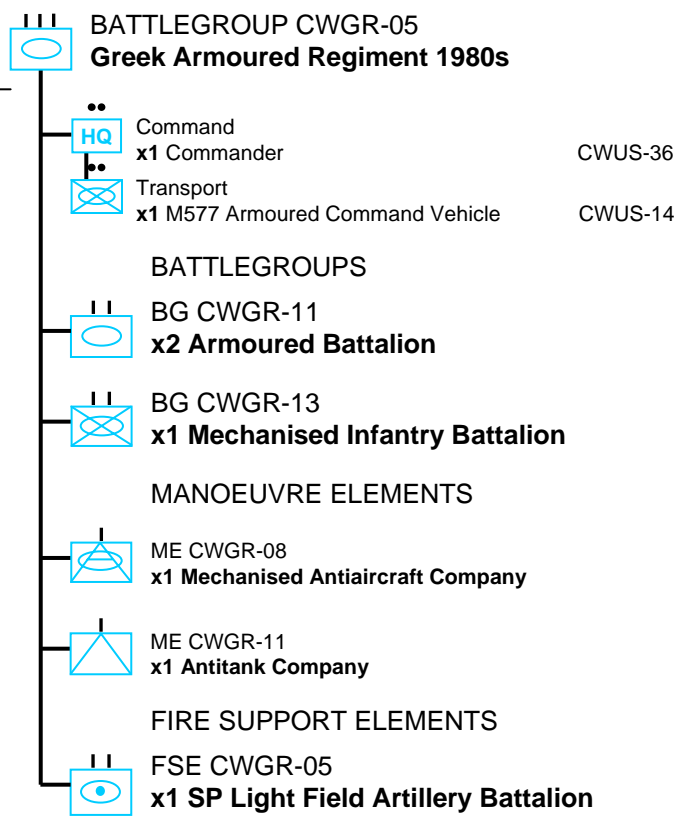 BATTLEGROUP CWGR-05
Greek Armoured Regiment 1980s
HQ
Command
x1 Commander CWUS-36
Transport
x1 M577 Armoured Command Vehicle CWUS-14
BATTLEGROUPS
BG CWGR-11
x2 Armoured Battalion
BG CWGR-13
x1 Mechanised Infantry Battalion
MANOEUVRE ELEMENTS
ME CWGR-08
x1 Mechanised Antiaircraft Company
ME CWGR-11
x1 Antitank Company
FIRE SUPPORT ELEMENTS
FSE CWGR-05
x1 SP Light Field Artillery Battalion